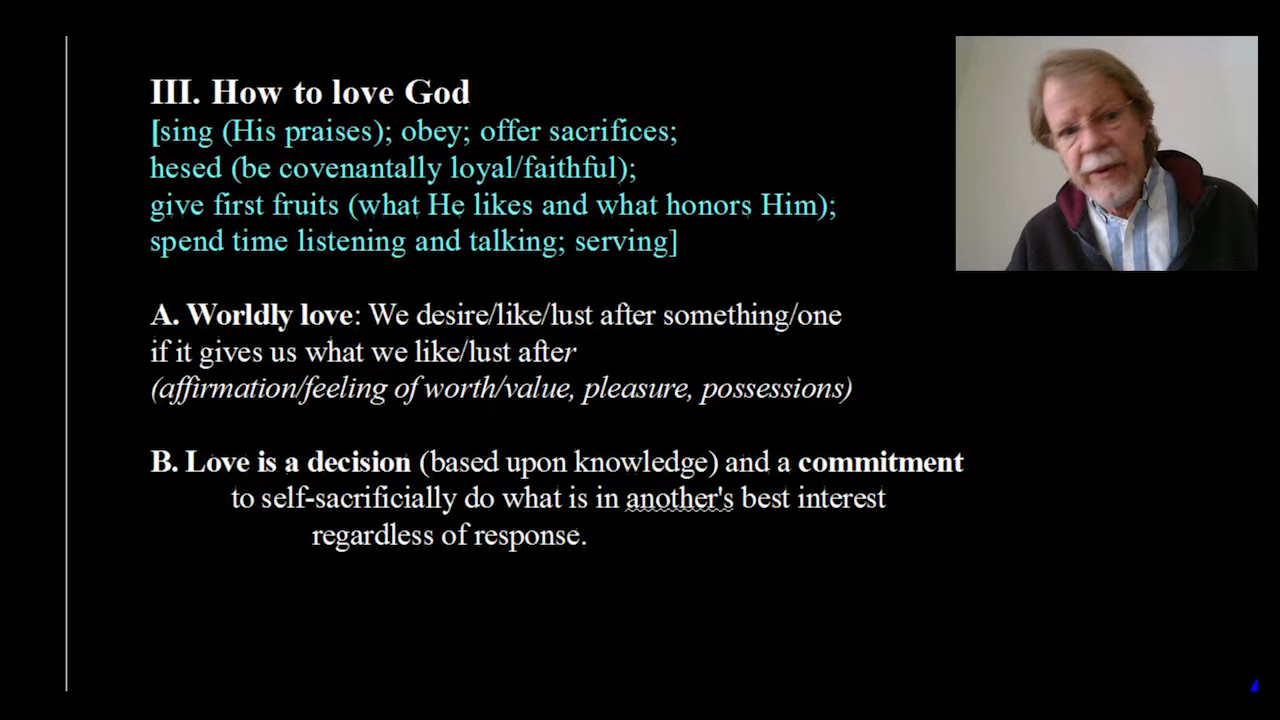 III. How to love God
[sing (His praises); obey; offer sacrifices;
hesed (be covenantally loyal/faithful);
give first fruits (what He likes and what honors Him);
spend time listening and talking; serving]
A. Worldly love: We desire/like/lust after something/one
if it gives us what we like/lust after
(affirmation/feeling of worth/value, pleasure, possessions)
B. Love is a decision (based upon knowledge) and a commitment
to self-sacrificially do what is in another's best interest
regardless of response.